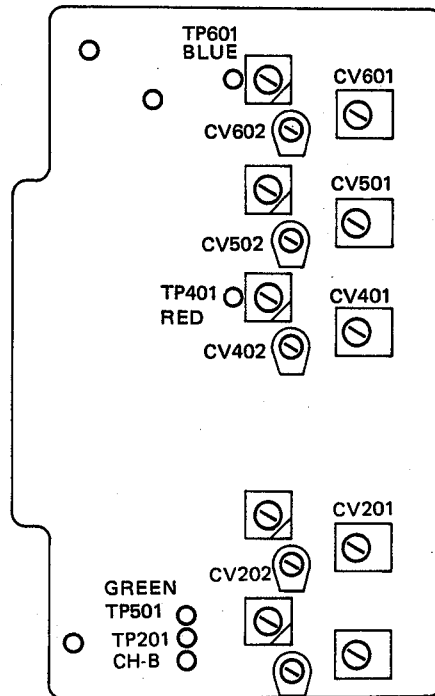 TP601
BLUE
CV601
CV602
CV501
CV502
TP401
RED
CV401
CV402
CV201
CV202
GREEN
TP501
TP201
CH-B